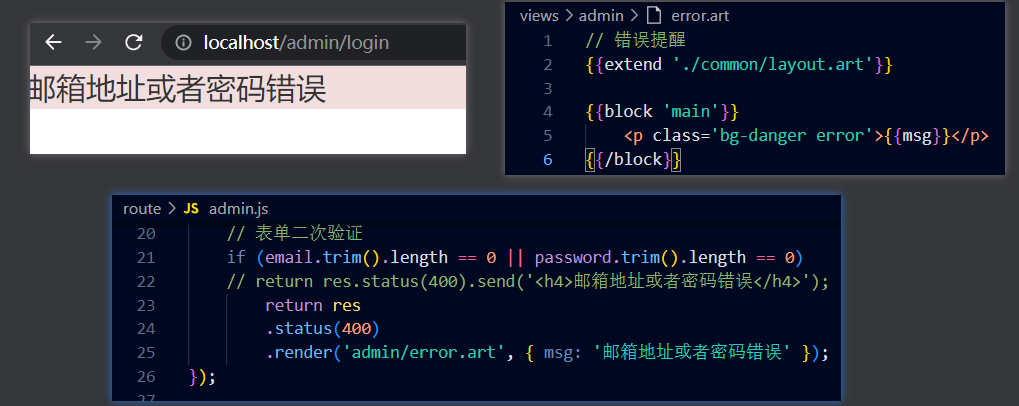 localhost/admin/login
邮箱地址或者密码错误
views > admin > error.art
1 // 错误提醒
2 {{extend './common/layout.art'}}
3
4 {{block 'main'}}
5 <p class='bg-danger error'>{{msg}}</p>
6 {{/block}}
route > JS admin.js
20 // 表单二次验证
21 if (email.trim().length == 0 || password.trim().length == 0)
22 // return res.status(400).send('<h4>邮箱地址或者密码错误</h4>');
23 return res
24 .status(400)
25 .render('admin/error.art', { msg: '邮箱地址或者密码错误' });
26 });
27